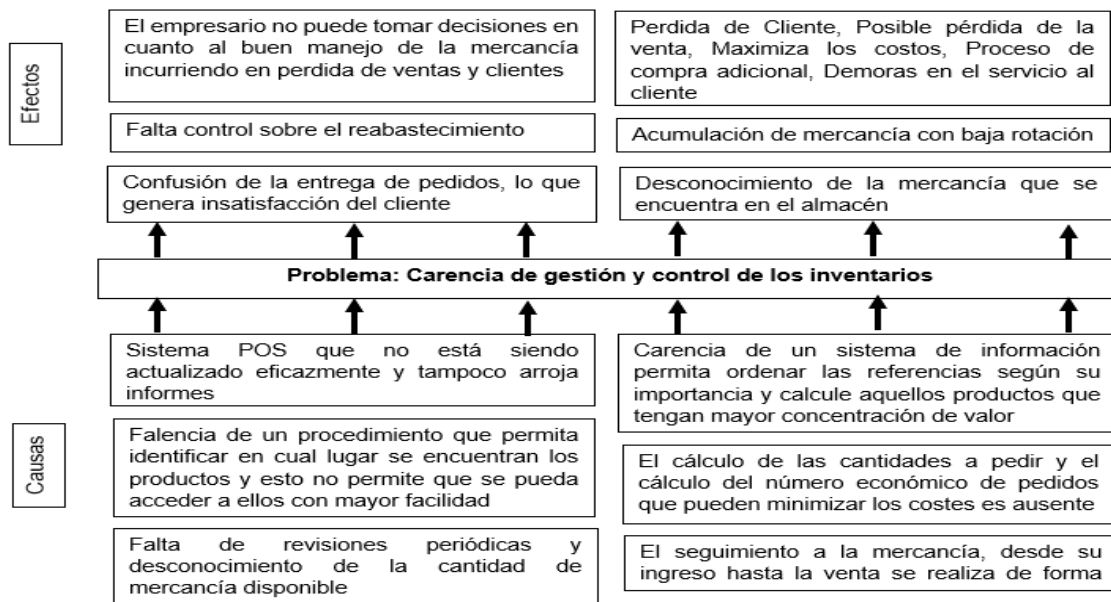 Efectos
El empresario no puede tomar decisiones en
cuanto al buen manejo de la mercancía
incurriendo en perdida de ventas y clientes
Perdida de Cliente, Posible pérdida de la
venta, Maximiza los costos, Proceso de
compra adicional, Demoras en el servicio al
cliente
Falta control sobre el reabastecimiento
Acumulación de mercancía con baja rotación
Confusión de la entrega de pedidos, lo que
genera insatisfacción del cliente
Desconocimiento de la mercancía que se
encuentra en el almacén
Problema: Carencia de gestión y control de los inventarios
Causas
Sistema POS que no está siendo
actualizado eficazmente y tampoco arroja
informes
Carencia de un sistema de información
permita ordenar las referencias según su
importancia y calcule aquellos productos que
tengan mayor concentración de valor
Falencia de un procedimiento que permita
identificar en cual lugar se encuentran los
productos y esto no permite que se pueda
acceder a ellos con mayor facilidad
El cálculo de las cantidades a pedir y el
cálculo del número económico de pedidos
que pueden minimizar los costes es ausente
Falta de revisiones periódicas y
desconocimiento de la cantidad de
mercancía disponible
El seguimiento a la mercancía, desde su
ingreso hasta la venta se realiza de forma